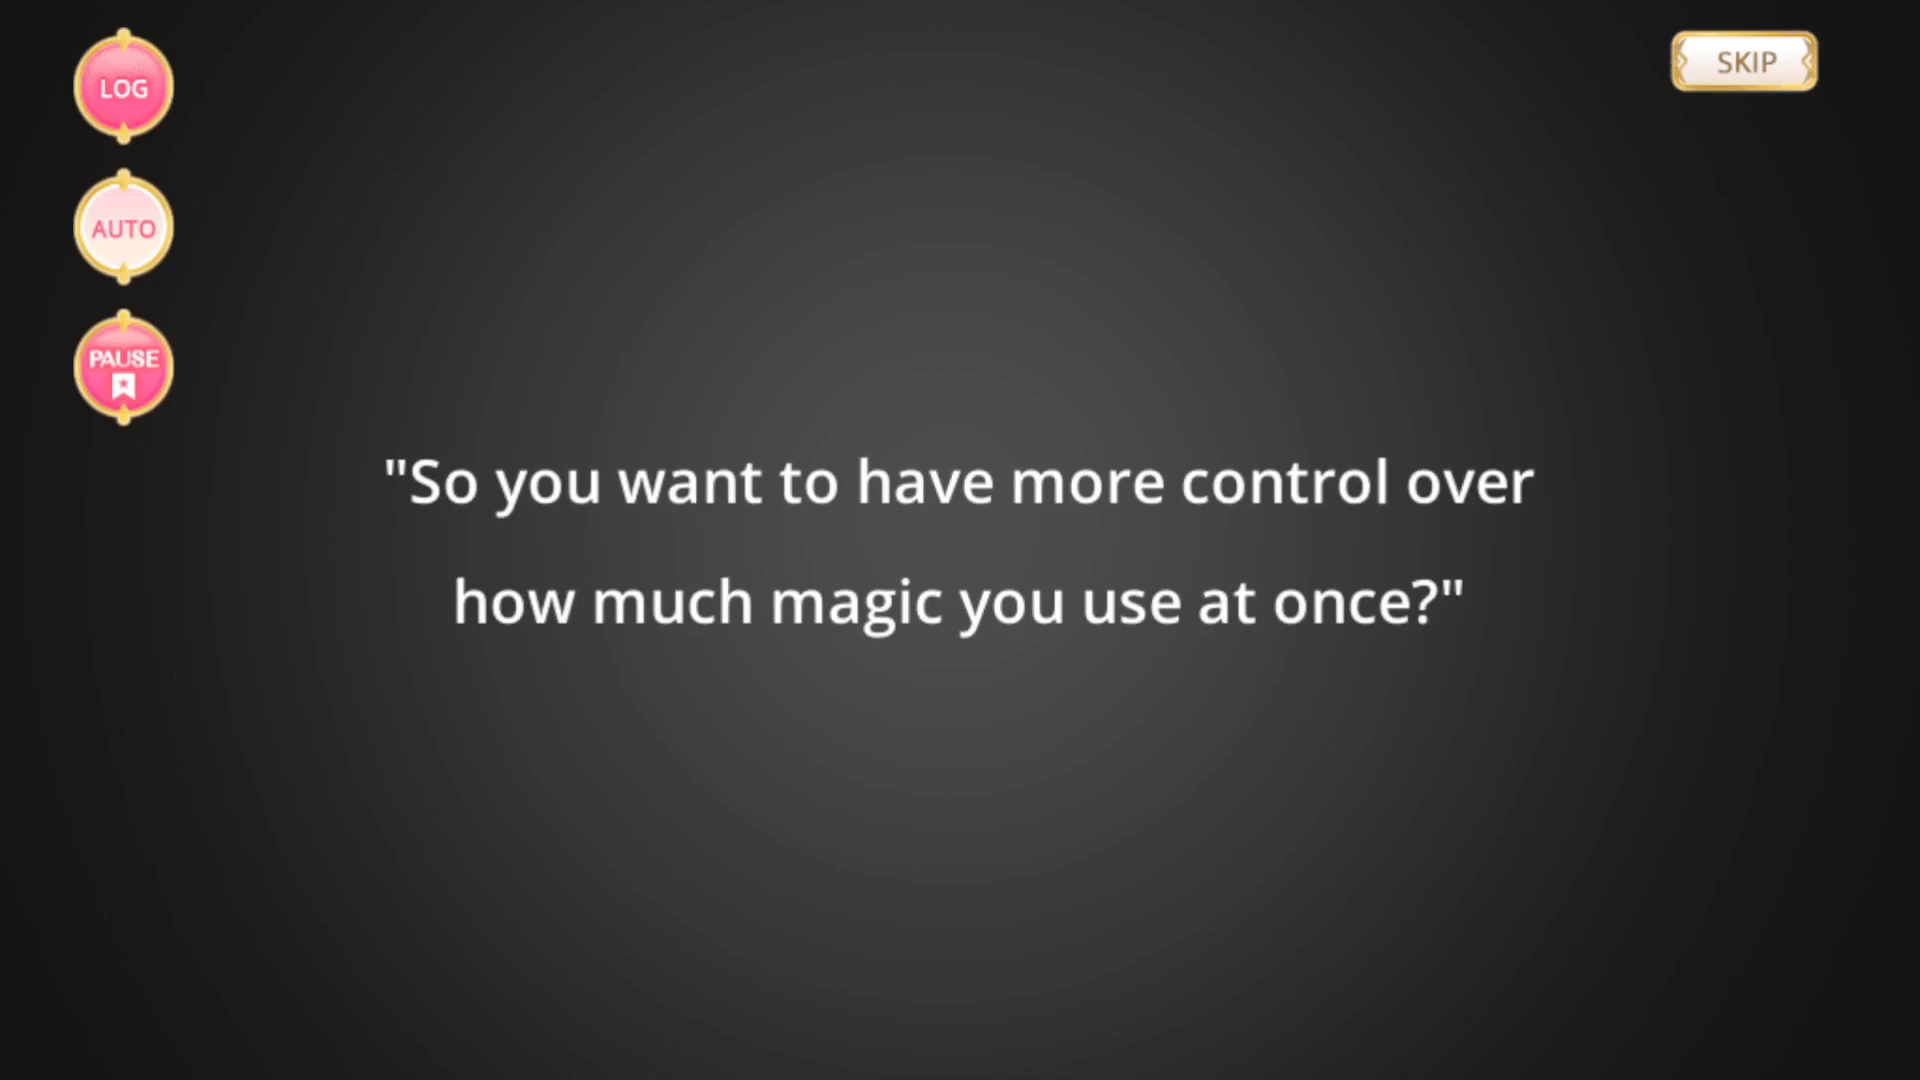 LOG
SKIP
AUTO
PAUSE
"So you want to have more control over
how much magic you use at once?"